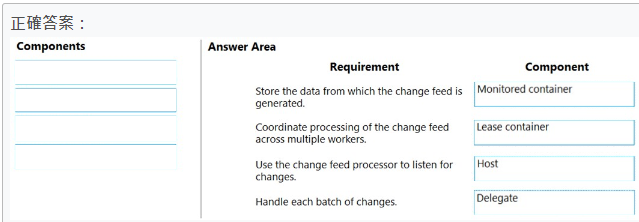 正確答案：
Components
Answer Area
Requirement
Component
Store the data from which the change feed is
generated.
Monitored container
Coordinate processing of the change feed
across multiple workers.
Lease container
Use the change feed processor to listen for
changes.
Host
Handle each batch of changes.
Delegate